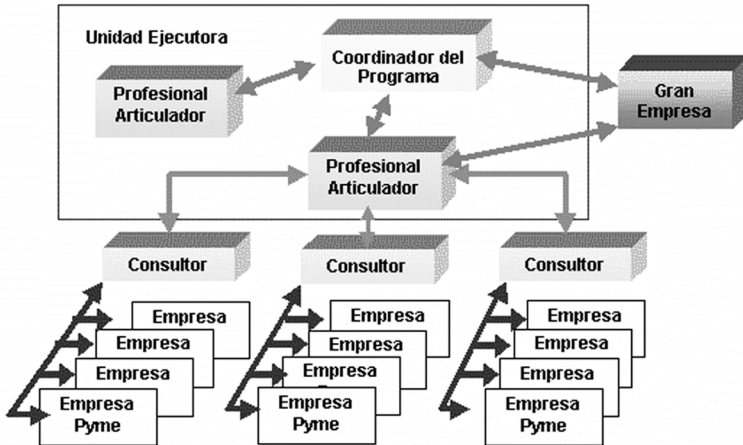 Unidad Ejecutora
Coordinador del
Programa
Profesional
Articulador
Gran
Empresa
Profesional
Articulador
Consultor
Consultor
Consultor
Empresa
Empresa
Empresa
Empresa
Pyme
Empresa
Empresa
Empresa
Empresa
Pyme
Empresa
Empresa
Empresa
Empresa
Pyme